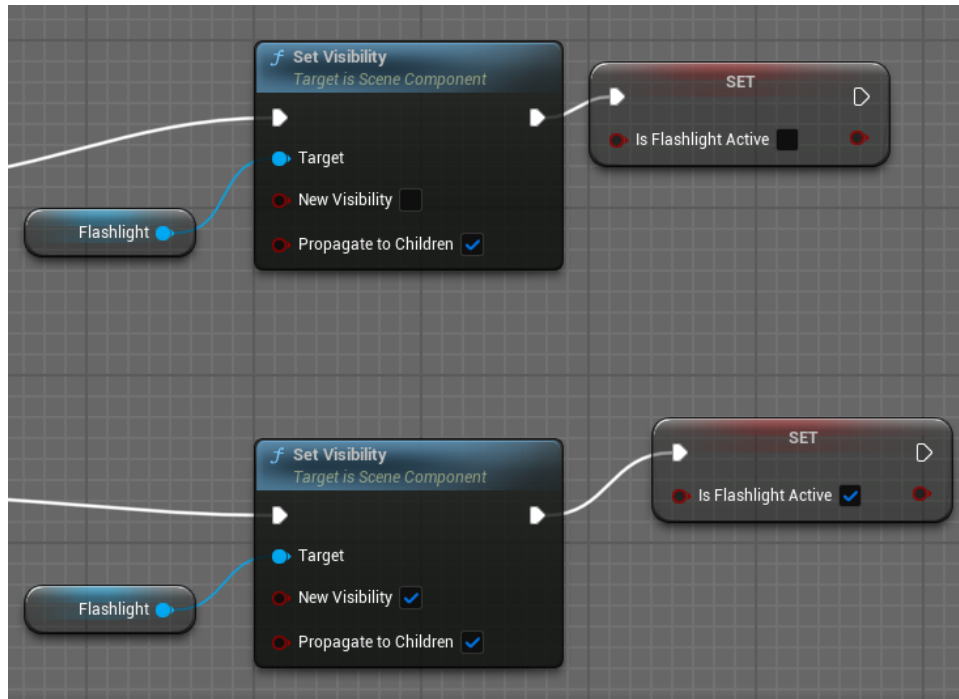 Set Visibility
Target is Scene Component
SET
Is Flashlight Active
Target
New Visibility
Flashlight
Propagate to Children
Set Visibility
Target is Scene Component
SET
Is Flashlight Active
Target
New Visibility
Flashlight
Propagate to Children